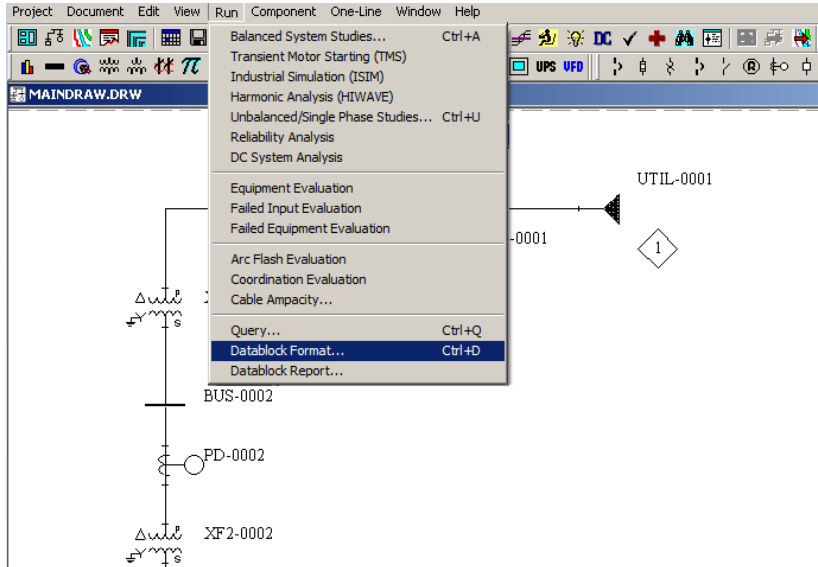 Project Document Edit View Run Component One-Line Window Help
DC
UPS VFD
R
MAINDRAW.DRW
Balanced System Studies... Ctrl+A
Transient Motor Starting (TMS)
Industrial Simulation (ISIM)
Harmonic Analysis (HIWAVE)
Unbalanced/Single Phase Studies... Ctrl+U
Reliability Analysis
DC System Analysis
Equipment Evaluation
Failed Input Evaluation
Failed Equipment Evaluation
Arc Flash Evaluation
Coordination Evaluation
Cable Ampacity...
Query... Ctrl+Q
Datablock Format... Ctrl+D
Datablock Report...
UTIL-0001
-0001
1
S
BUS-0002
PD-0002
XF2-0002
S